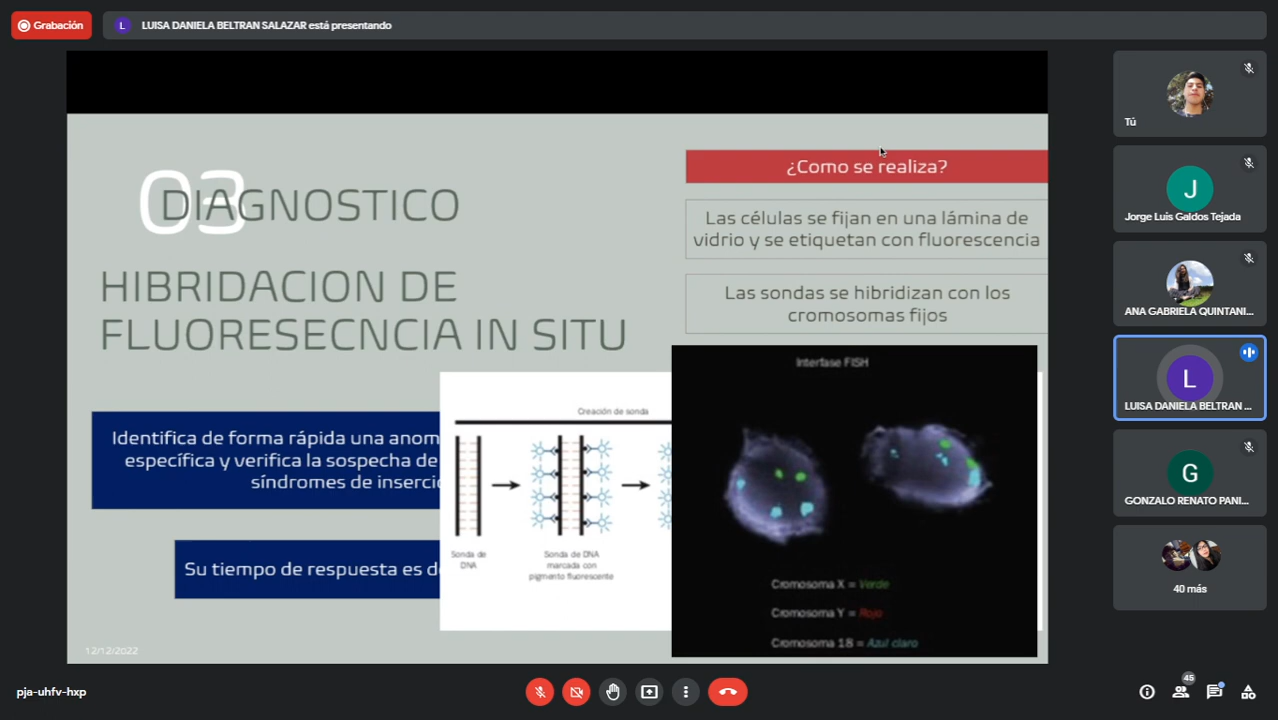 Grabación
L
LUISA DANIELA BELTRAN SALAZAR está presentando
03
DIAGNOSTICO
HIBRIDACION DE
FLUORESECNCIA IN SITU
Identifica de forma rápida una anom
específica y verifica la sospecha de
síndromes de inserci
Su tiempo de respuesta es d
12/12/2022
¿Como se realiza?
Las células se fijan en una lámina de
vidrio y se etiquetan con fluorescencia
Las sondas se hibridizan con los
cromosomas fijos
Creación de sonda
Sonda de
DNA
Sonda de DNA
marcada con
pigmento fluorescente
Interfase FISH
Cromosoma X = Verde
Cromosoma Y = Rojo
Cromosoma 18 = Azul claro
Tú
J
Jorge Luis Galdos Tejada
ANA GABRIELA QUINTANI...
L
LUISA DANIELA BELTRAN ...
G
GONZALO RENATO PANI...
40 más
pja-uhfv-hxp
45